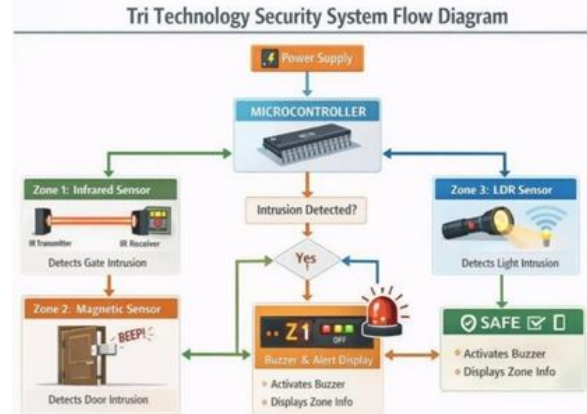 Tri Technology Security System Flow Diagram
Power Supply
MICROCONTROLLER
Zone 1: Infrared Sensor
IR Transmitter IR Receiver
Detects Gate Intrusion
Intrusion Detected?
Zone 3: LDR Sensor
Detects Light Intrusion
Yes
Zone 2: Magnetic Sensor
BEEP!
Detects Door Intrusion
Z1
OFF
Buzzer & Alert Display
• Activates Buzzer
• Displays Zone Info
SAFE
• Activates Buzzer
• Displays Zone Info